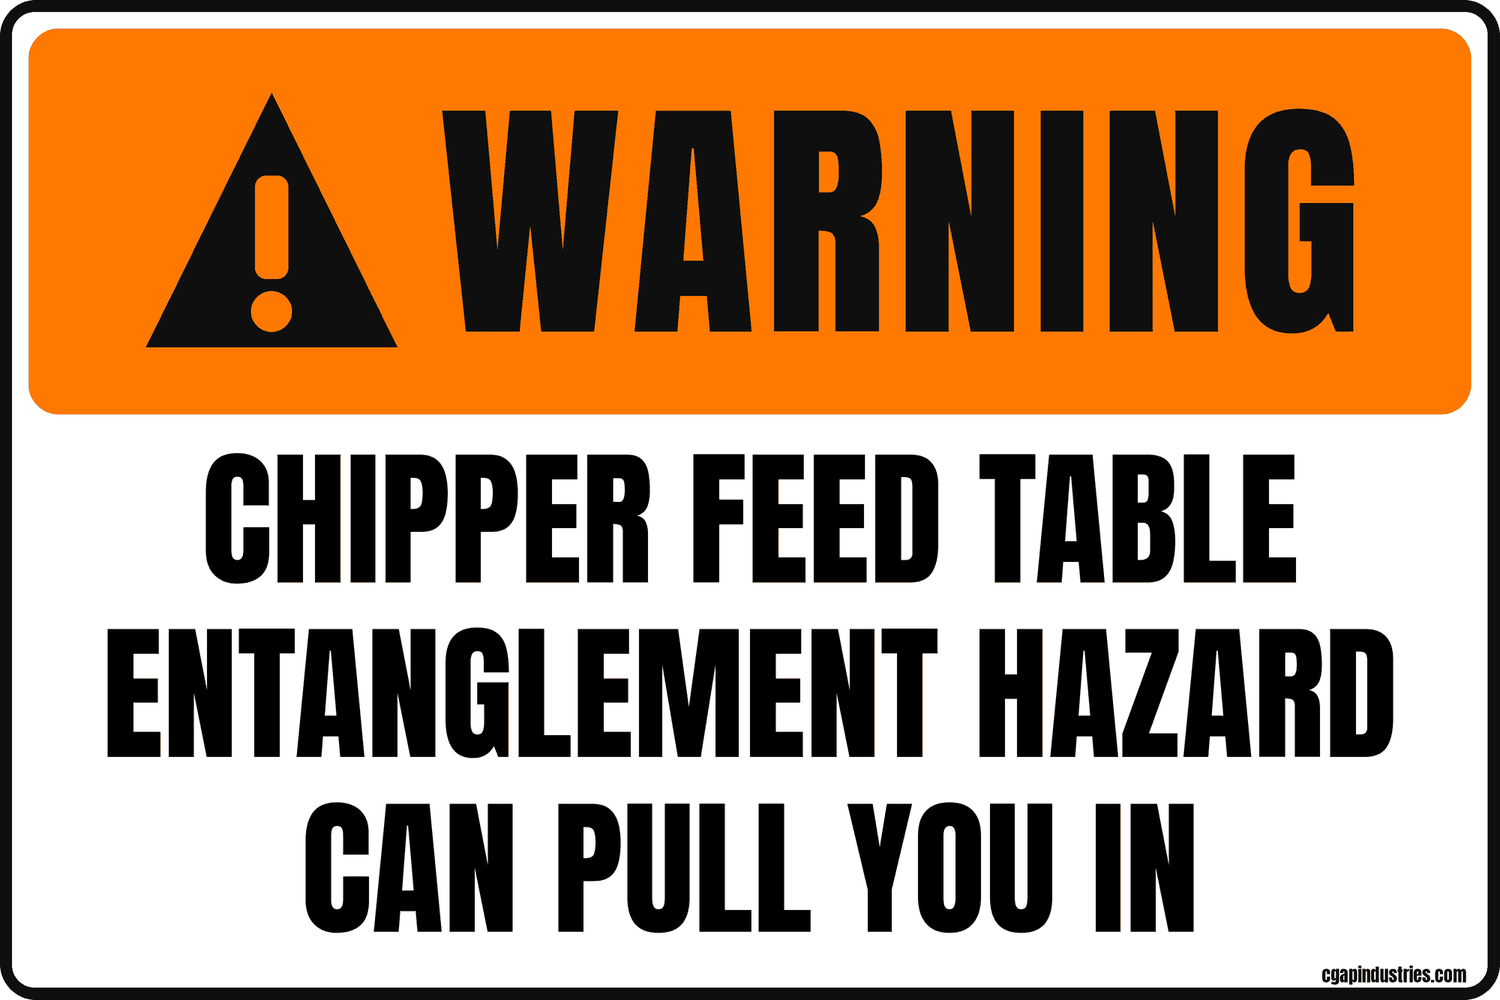 WARNING
CHIPPER FEED TABLE
ENTANGLEMENT HAZARD
CAN PULL YOU IN
cgapindustries.com